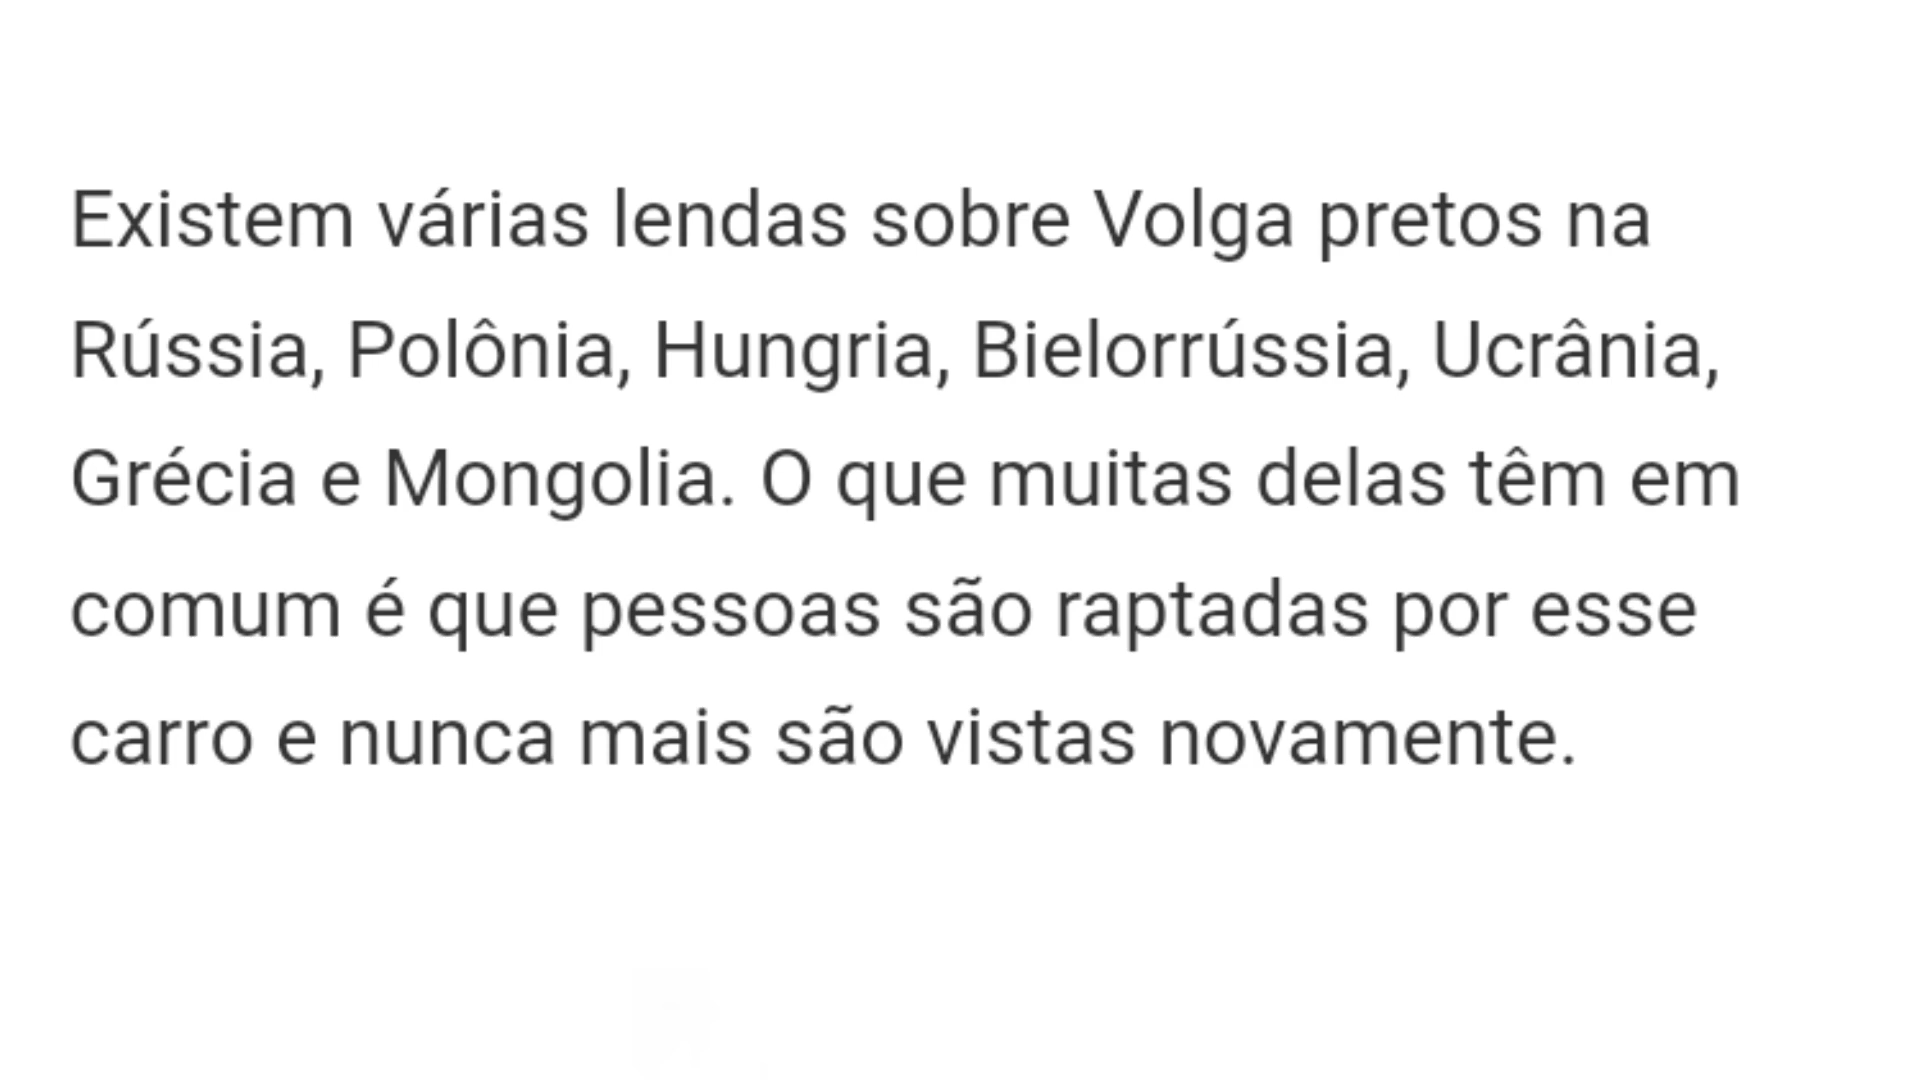 Existem várias lendas sobre Volga pretos na
Rússia, Polônia, Hungria, Bielorrússia, Ucrânia,
Grécia e Mongolia. O que muitas delas têm em
comum é que pessoas são raptadas por esse
carro e nunca mais são vistas novamente.